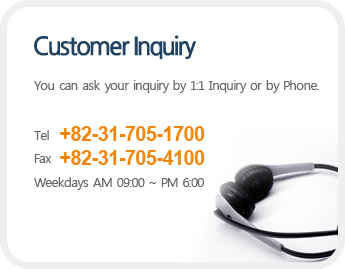 Customer Inquiry
You can ask your inquiry by 1:1 Inquiry or by Phone.
Tel +82-31-705-1700
Fax +82-31-705-4100
Weekdays AM 09:00 ~ PM 6:00